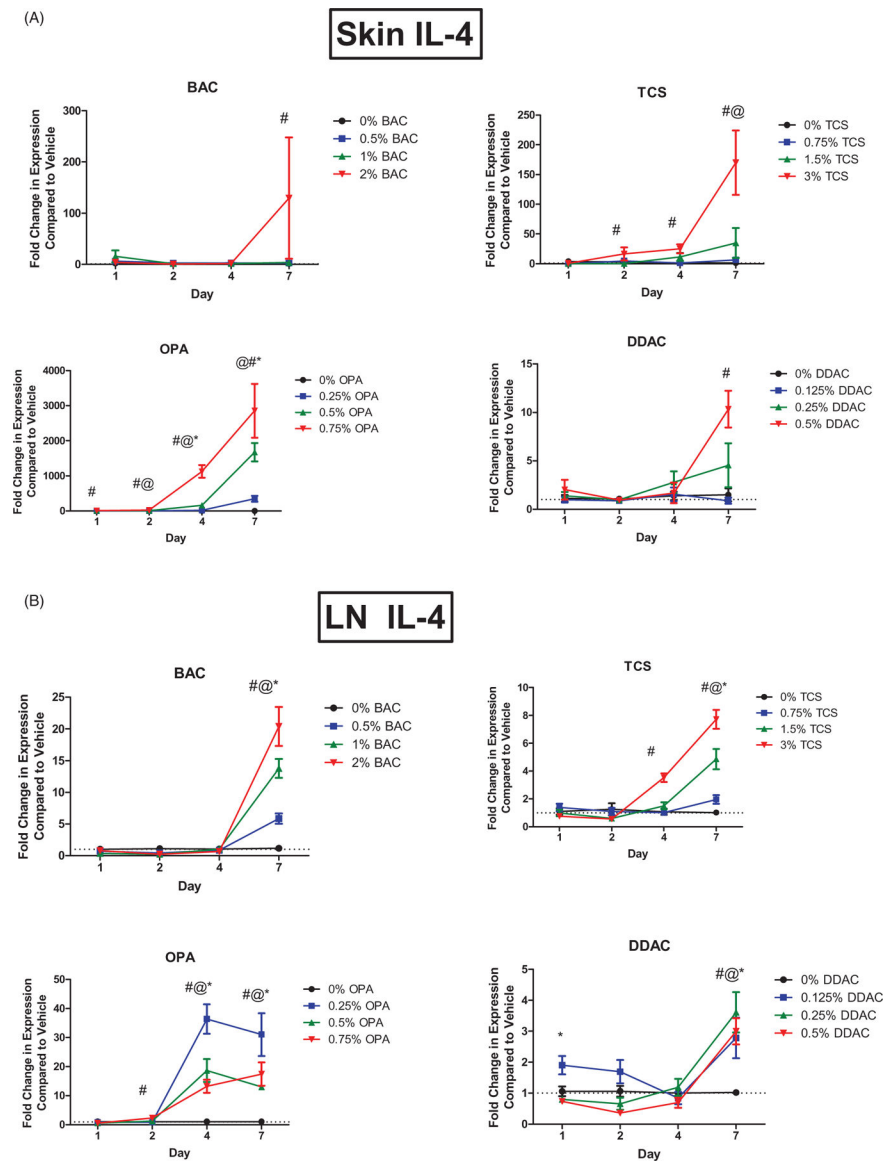 (A)
Skin IL-4
BAC
Fold Change in Expression
Compared to Vehicle
300
200
100
0
1 2 4 7
Day
#
0% BAC
0.5% BAC
1% BAC
2% BAC
TCS
Fold Change in Expression
Compared to Vehicle
250
200
150
100
50
0
1 2 4 7
Day
#
#
#@
0% TCS
0.75% TCS
1.5% TCS
3% TCS
OPA
Fold Change in Expression
Compared to Vehicle
4000
3000
2000
1000
0
1 2 4 7
Day
#
#@
#@*
@#*
0% OPA
0.25% OPA
0.5% OPA
0.75% OPA
DDAC
Fold Change in Expression
Compared to Vehicle
15
10
5
0
1 2 4 7
Day
#
0% DDAC
0.125% DDAC
0.25% DDAC
0.5% DDAC
(B)
LN IL-4
BAC
Fold Change in Expression
Compared to Vehicle
25
20
15
10
5
0
1 2 4 7
Day
#@*
0% BAC
0.5% BAC
1% BAC
2% BAC
TCS
Fold Change in Expression
Compared to Vehicle
10
8
6
4
2
0
1 2 4 7
Day
#
#@*
0% TCS
0.75% TCS
1.5% TCS
3% TCS
OPA
Fold Change in Expression
Compared to Vehicle
50
40
30
20
10
0
1 2 4 7
Day
#
#@*
#@*
0% OPA
0.25% OPA
0.5% OPA
0.75% OPA
DDAC
Fold Change in Expression
Compared to Vehicle
5
4
3
2
1
0
1 2 4 7
Day
*
#@*
0% DDAC
0.125% DDAC
0.25% DDAC
0.5% DDAC